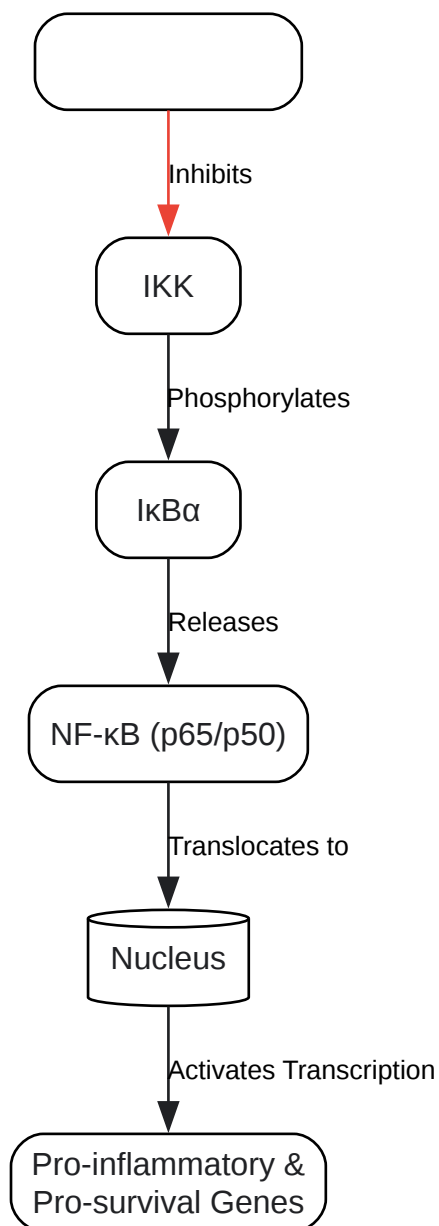 Inhibits
IKK
Phosphorylates
IκBα
Releases
NF-κB (p65/p50)
Translocates to
Nucleus
Activates Transcription
Pro-inflammatory &
Pro-survival Genes